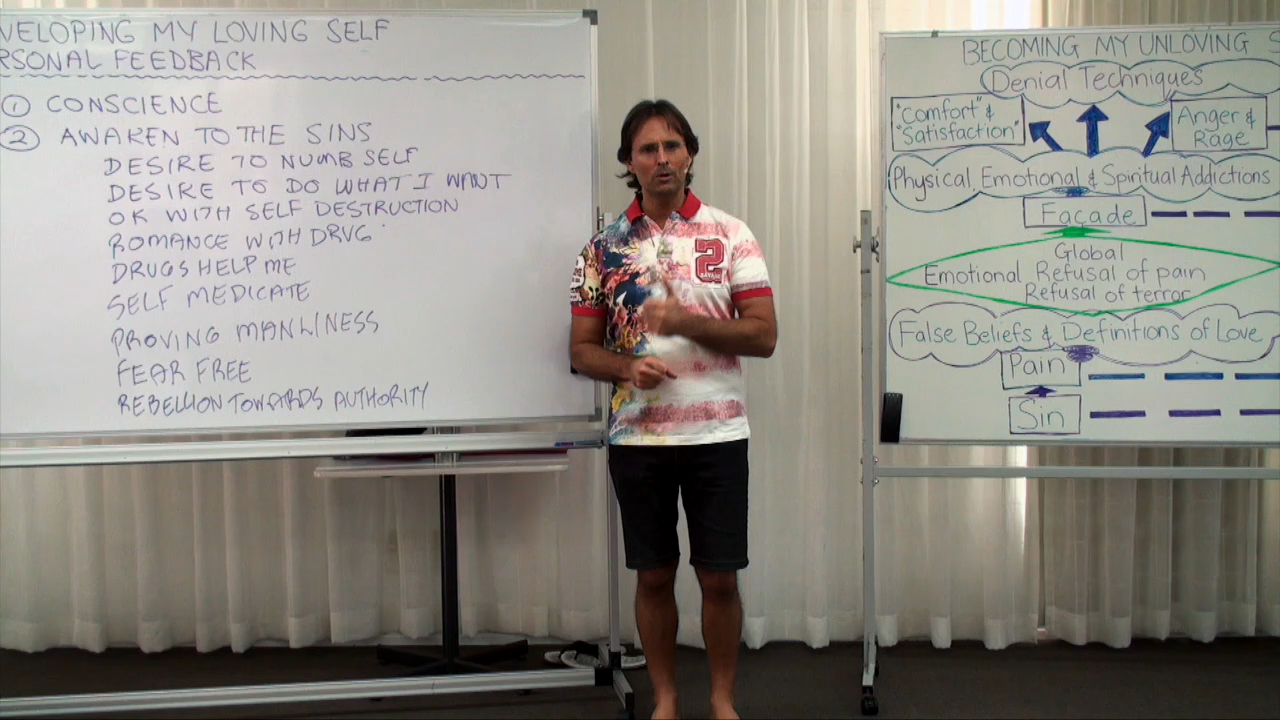 VELOPING MY LOVING SELF
RSONAL FEEDBACK
1 CONSCIENCE
2 AWAKEN TO THE SINS
DESIRE TO NUMB SELF
DESIRE TO DO WHAT I WANT
OK WITH SELF DESTRUCTION
ROMANCE WITH DRUG
DRUGS HELP ME
SELF MEDICATE
PROVING MANLINESS
FEAR FREE
REBELLION TOWARDS AUTHORITY
2
BECOMING MY UNLOVING S
Denial Techniques
"Comfort" &
"Satisfaction"
Anger &
Rage
Physical Emotional & Spiritual Addictions
Façade
Global
Emotional Refusal of pain
Refusal of terror
False Beliefs & Definitions of Love
Pain
Sin